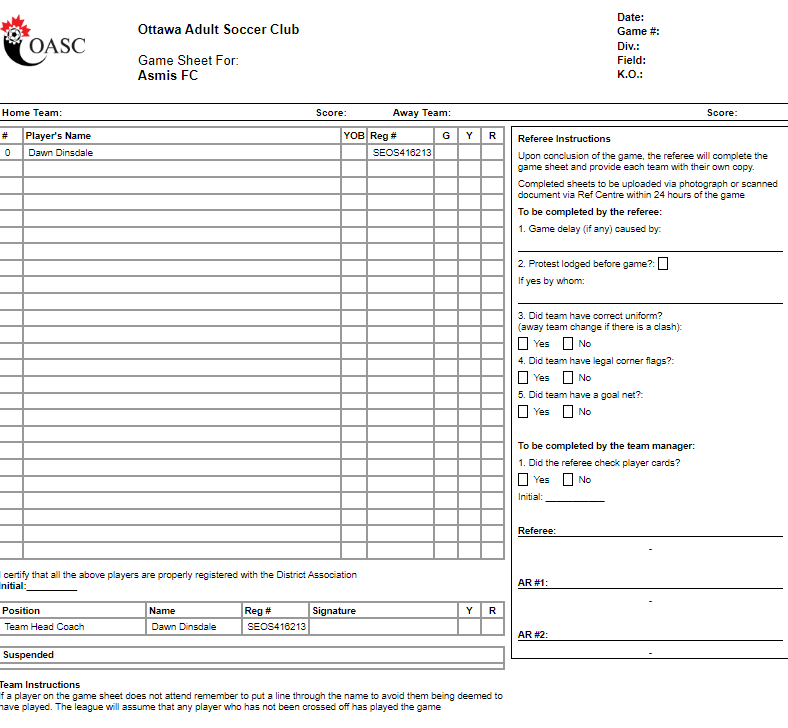 OASC
Ottawa Adult Soccer Club
Game Sheet For:
Asmis FC
Date:
Game #:
Div.:
Field:
K.O.:
Home Team: Score: Away Team: Score:
# Player's Name YOB Reg # G Y R
0 Dawn Dinsdale SEOS416213
certify that all the above players are properly registered with the District Association
nitial:__________
Position Name Reg # Signature Y R
Team Head Coach Dawn Dinsdale SEOS416213
Suspended
Team Instructions
If a player on the game sheet does not attend remember to put a line through the name to avoid them being deemed to
have played. The league will assume that any player who has not been crossed off has played the game
Referee Instructions
Upon conclusion of the game, the referee will complete the
game sheet and provide each team with their own copy.
Completed sheets to be uploaded via photograph or scanned
document via Ref Centre within 24 hours of the game
To be completed by the referee:
1. Game delay (if any) caused by:
2. Protest lodged before game?:
If yes by whom:
3. Did team have correct uniform?
(away team change if there is a clash):
Yes No
4. Did team have legal corner flags?:
Yes No
5. Did team have a goal net?:
Yes No
To be completed by the team manager:
1. Did the referee check player cards?
Yes No
Initial: ___________
Referee:
-
AR #1:
-
AR #2:
-